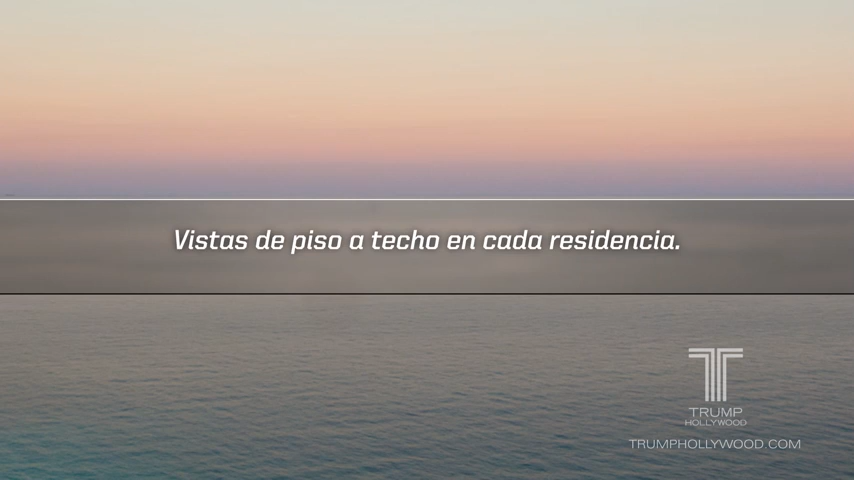 Vistas de piso a techo en cada residencia.
TRUMP
HOLLYWOOD
TRUMPHOLLYWOOD.COM